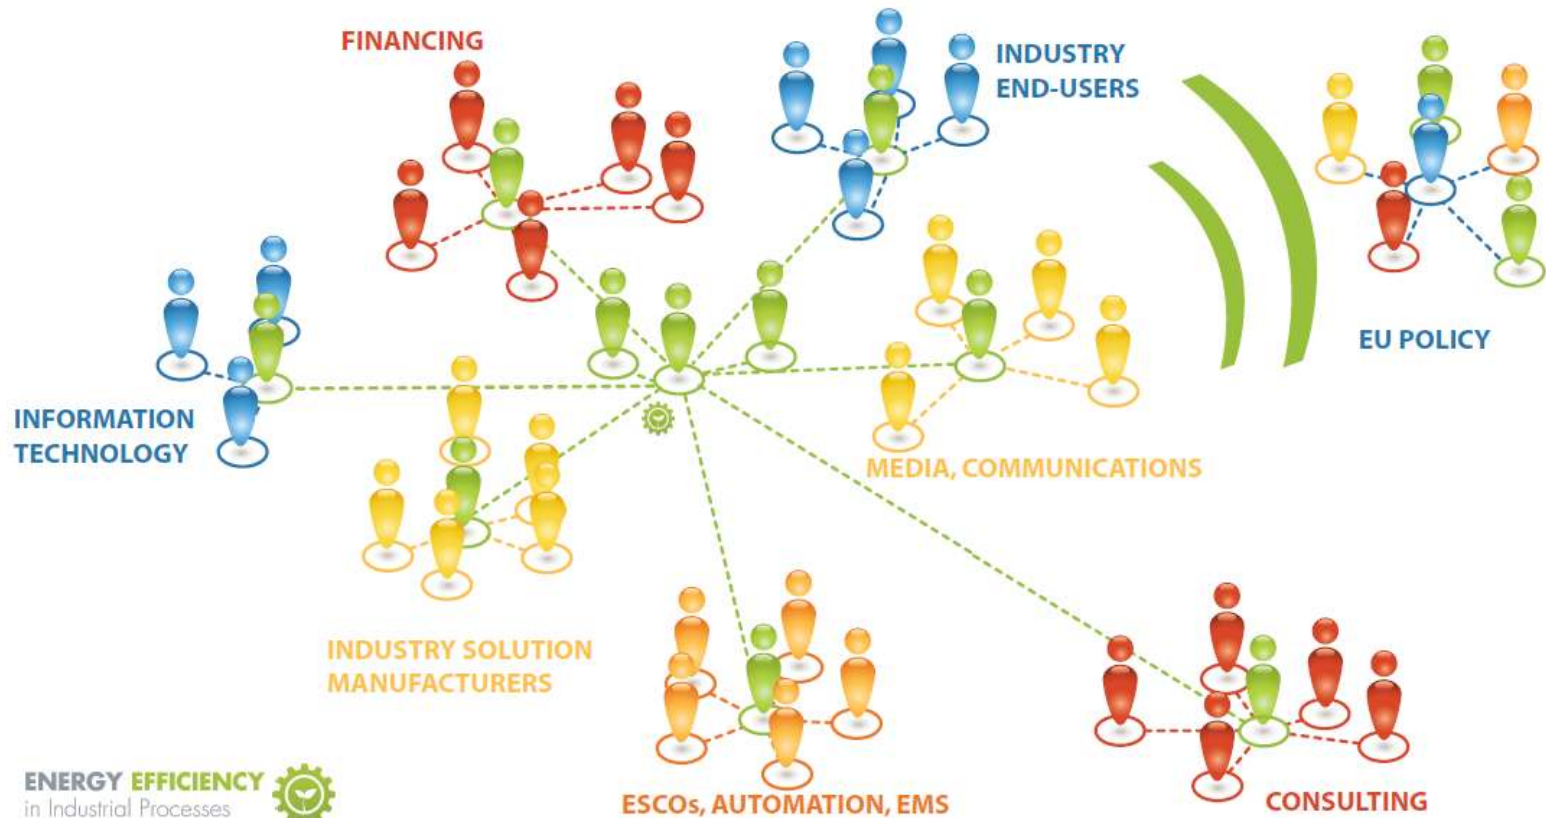 FINANCING
INDUSTRY
END-USERS
EU POLICY
INFORMATION
TECHNOLOGY
MEDIA, COMMUNICATIONS
INDUSTRY SOLUTION
MANUFACTURERS
ENERGY EFFICIENCY
in Industrial Processes
ESCOs, AUTOMATION, EMS
CONSULTING